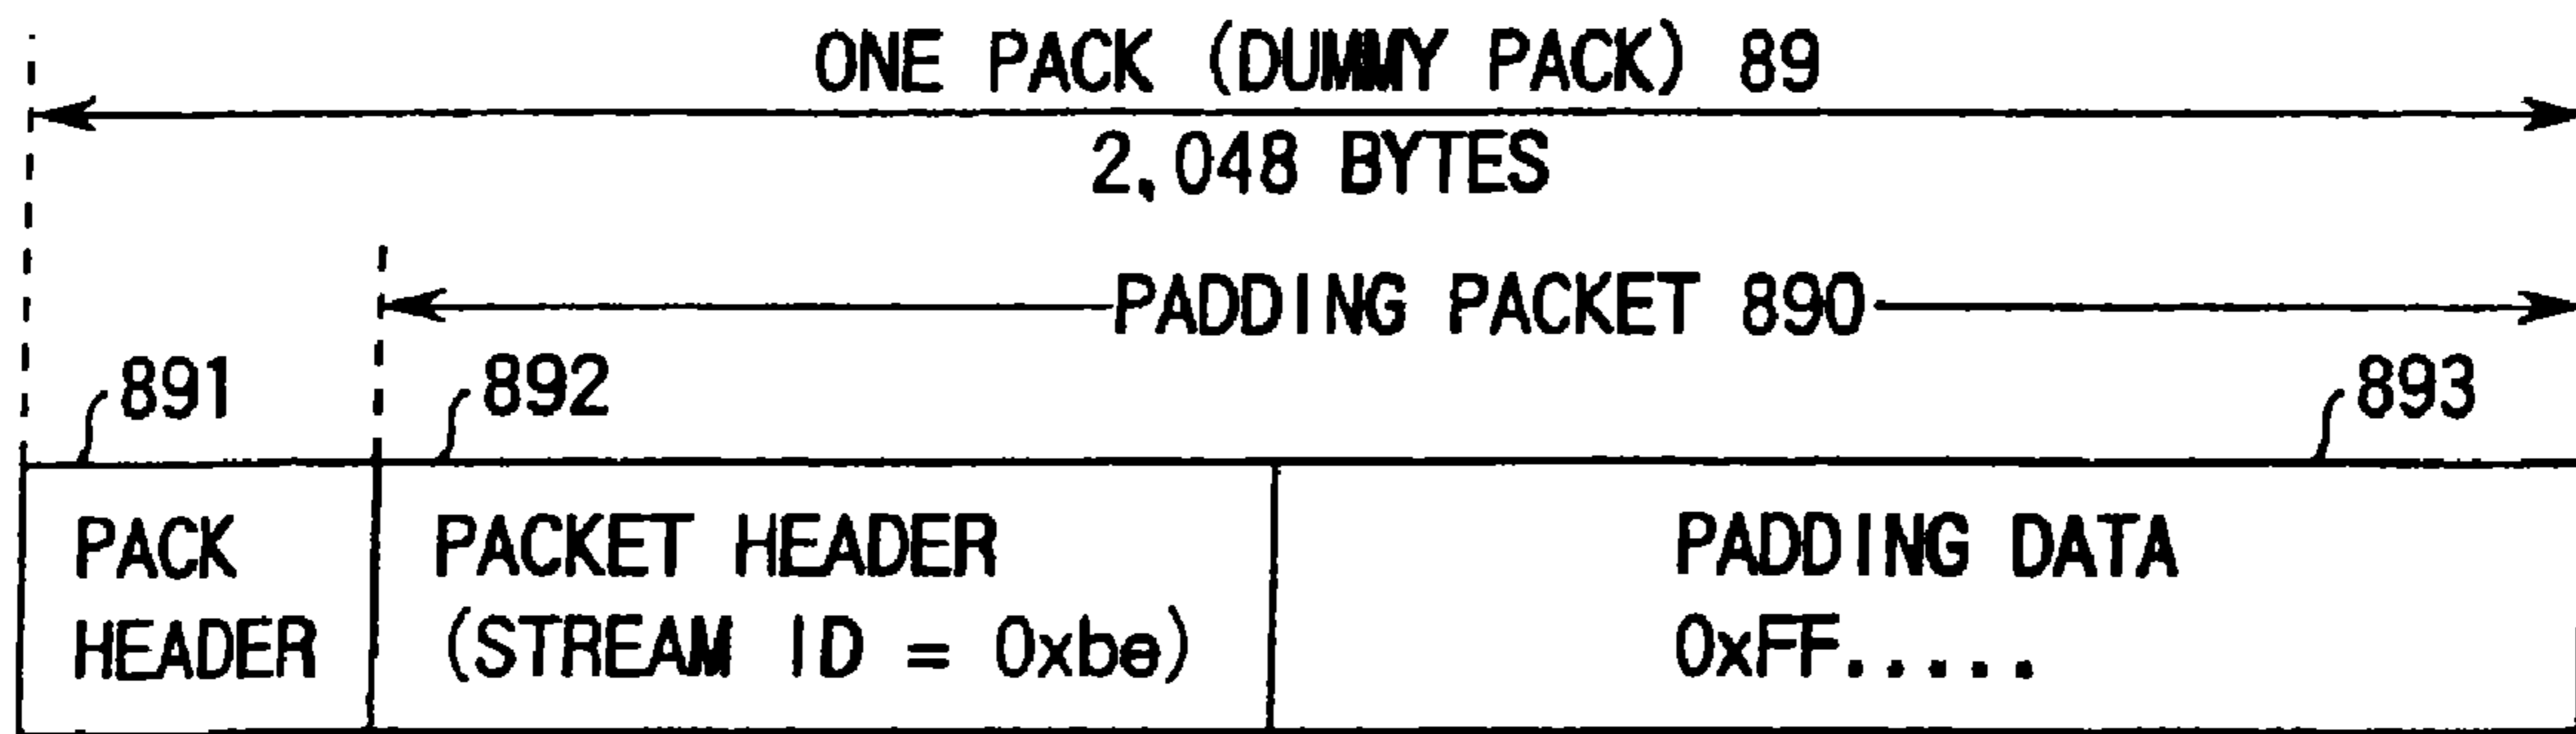 ONE PACK (DUMMY PACK) 89
2,048 BYTES
PADDING PACKET 890
891
892
893
PACK
HEADER
PACKET HEADER
(STREAM ID = 0xbe)
PADDING DATA
0xFF.....